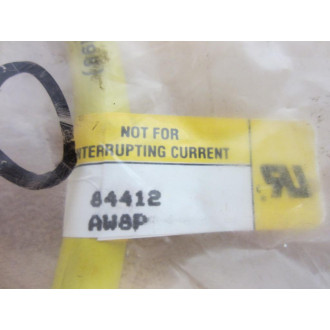 NOT FOR
INTERRUPTING CURRENT
84412
AW8P